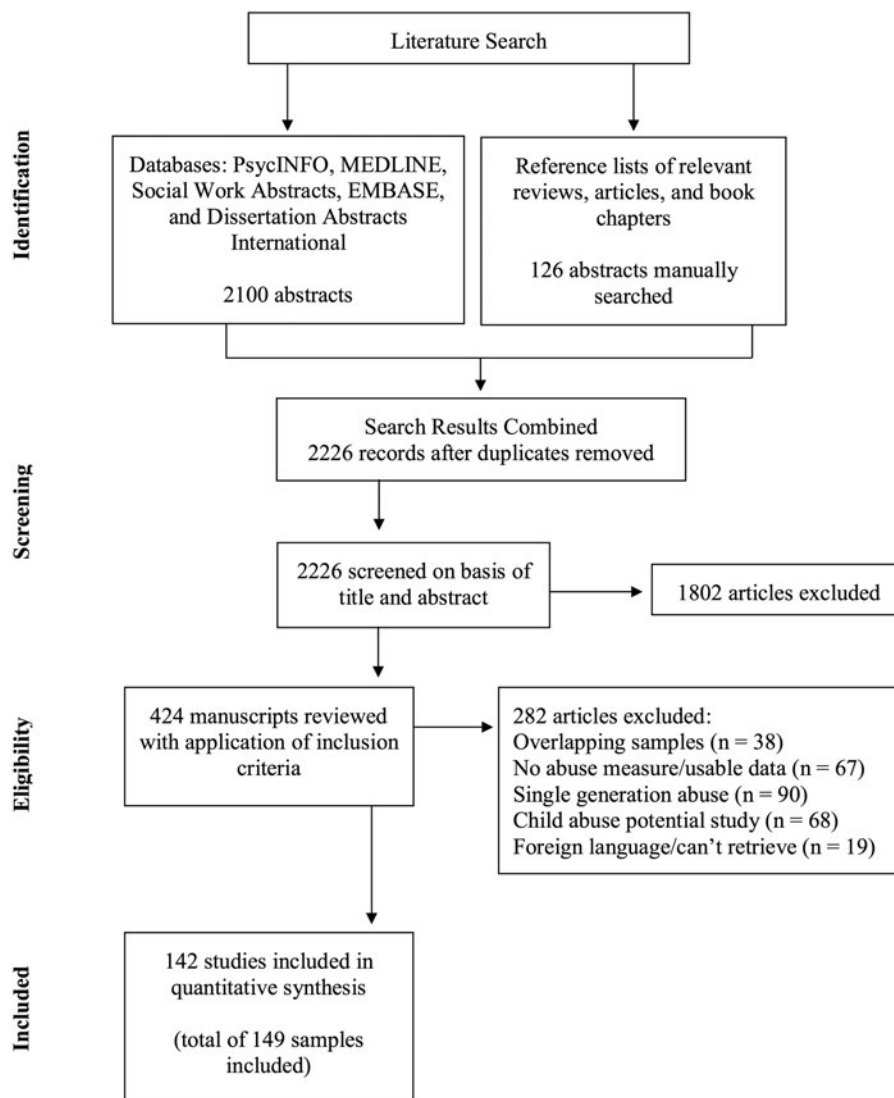 Literature Search
Identification
Databases: PsycINFO, MEDLINE,
Social Work Abstracts, EMBASE,
and Dissertation Abstracts
International
2100 abstracts
Reference lists of relevant
reviews, articles, and book
chapters
126 abstracts manually
searched
Screening
Search Results Combined
2226 records after duplicates removed
2226 screened on basis of
title and abstract
1802 articles excluded
Eligibility
424 manuscripts reviewed
with application of inclusion
criteria
282 articles excluded:
Overlapping samples (n = 38)
No abuse measure/usable data (n = 67)
Single generation abuse (n = 90)
Child abuse potential study (n = 68)
Foreign language/can't retrieve (n = 19)
Included
142 studies included in
quantitative synthesis
(total of 149 samples
included)